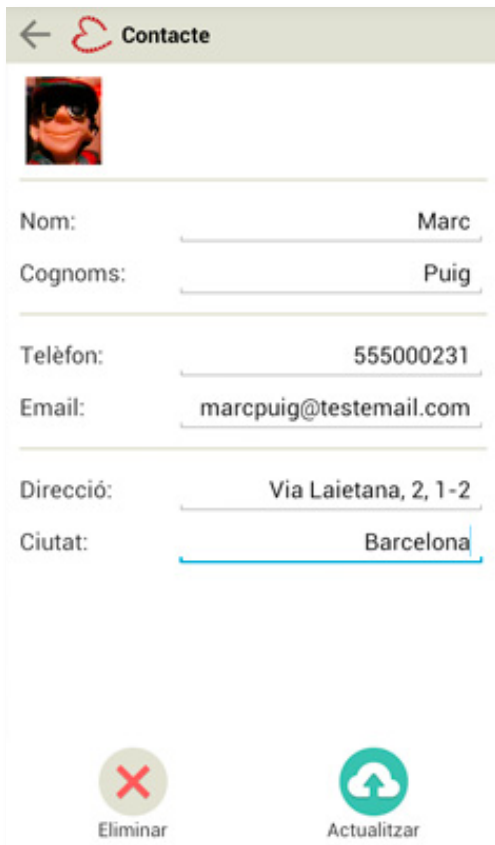 Contacte
Nom: Marc
Cognoms: Puig
Telèfon: 555000231
Email: marcpuig@testemail.com
Direcció: Via Laietana, 2, 1-2
Ciutat: Barcelona
Eliminar Actualitzar